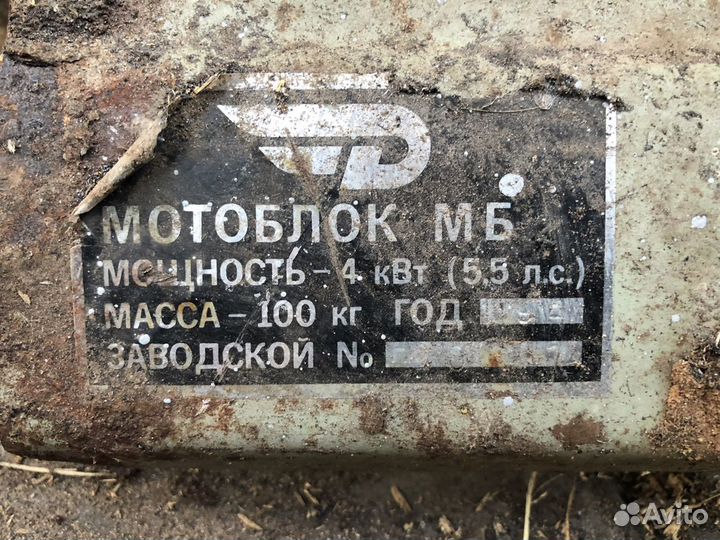 МОТОБЛОК МБ
МОЩНОСТЬ – 4 кВт (5,5 л.с.)
МАССА – 100 кг ГОД
ЗАВОДСКОЙ №
Avito